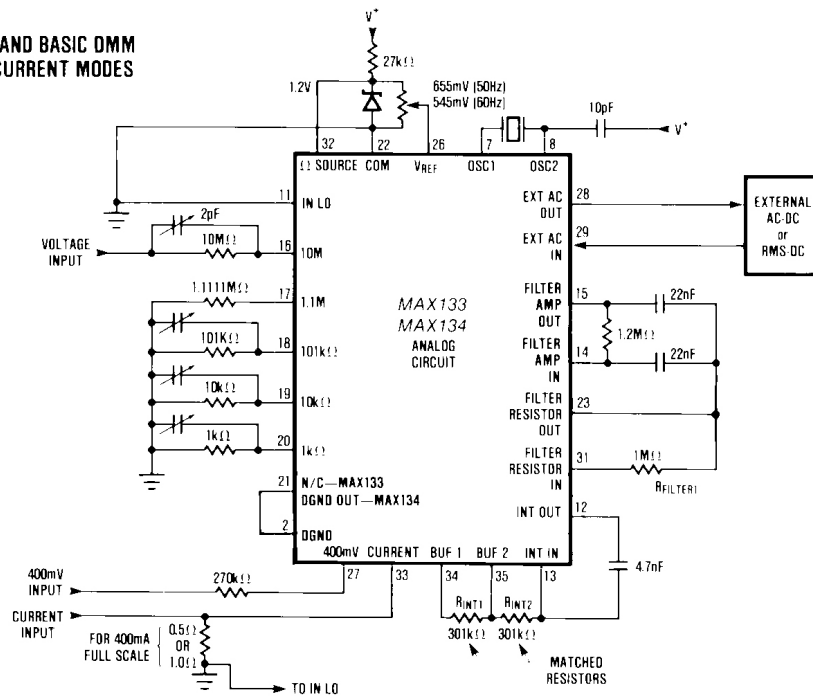 AND BASIC DMM
CURRENT MODES
V⁺
27kΩ
1.2V
655mV (50Hz)
545mV (60Hz)
10pF
V⁺
32
22
26
7
8
Ω SOURCE
COM
VREF
OSC1
OSC2
11
IN LO
2pF
VOLTAGE
INPUT
10MΩ
16
10M
1.1111MΩ
17
1.1M
101KΩ
18
101kΩ
10kΩ
19
10kΩ
1kΩ
20
1kΩ
21
N/C—MAX133
DGND OUT—MAX134
2
DGND
MAX133
MAX134
ANALOG
CIRCUIT
EXT AC
OUT
28
EXT AC
IN
29
EXTERNAL
AC-DC
or
RMS-DC
FILTER
AMP
OUT
15
22nF
1.2MΩ
FILTER
AMP
IN
14
22nF
FILTER
RESISTOR
OUT
23
FILTER
RESISTOR
IN
31
1MΩ
RFILTER1
INT OUT
12
4.7nF
400mV
CURRENT
BUF 1
BUF 2
INT IN
27
33
34
35
13
400mV
INPUT
270kΩ
CURRENT
INPUT
FOR 400mA
FULL SCALE
0.5Ω
OR
1.0Ω
TO IN LO
RINT1
301kΩ
RINT2
301kΩ
MATCHED
RESISTORS